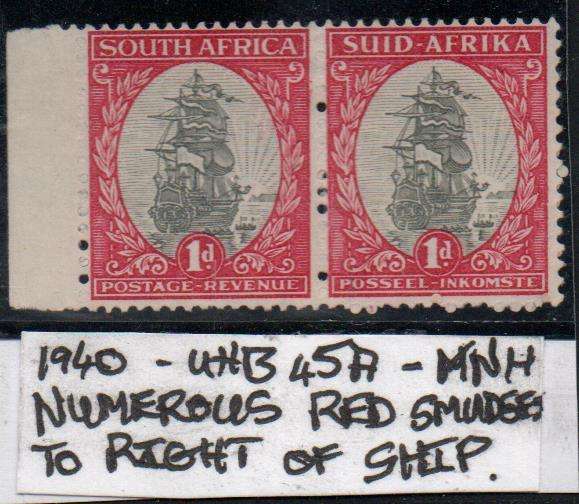 SOUTH AFRICA SUID-AFRIKA
1d 1d
POSTAGE-REVENUE POSSEEL-INKOMSTE
1940 - UHB 45A - MNH
NUMEROUS RED SMUDGES
TO RIGHT OF SHIP.